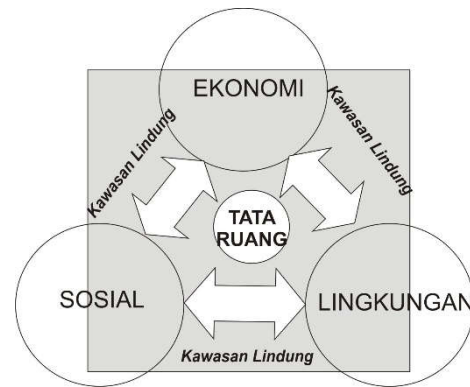 EKONOMI
Kawasan Lindung
Kawasan Lindung
TATA
RUANG
SOSIAL
LINGKUNGAN
Kawasan Lindung